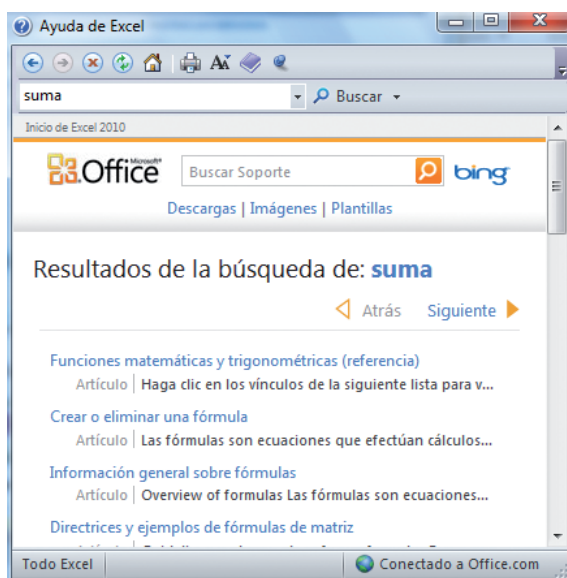 Ayuda de Excel
suma
Buscar
Inicio de Excel 2010
Microsoft®
Office
Buscar Soporte
bing
Descargas | Imágenes | Plantillas
Resultados de la búsqueda de: suma
Atrás Siguiente
Funciones matemáticas y trigonométricas (referencia)
Artículo | Haga clic en los vínculos de la siguiente lista para v...
Crear o eliminar una fórmula
Artículo | Las fórmulas son ecuaciones que efectúan cálculos...
Información general sobre fórmulas
Artículo | Overview of formulas Las fórmulas son ecuaciones...
Directrices y ejemplos de fórmulas de matriz
Todo Excel
Conectado a Office.com